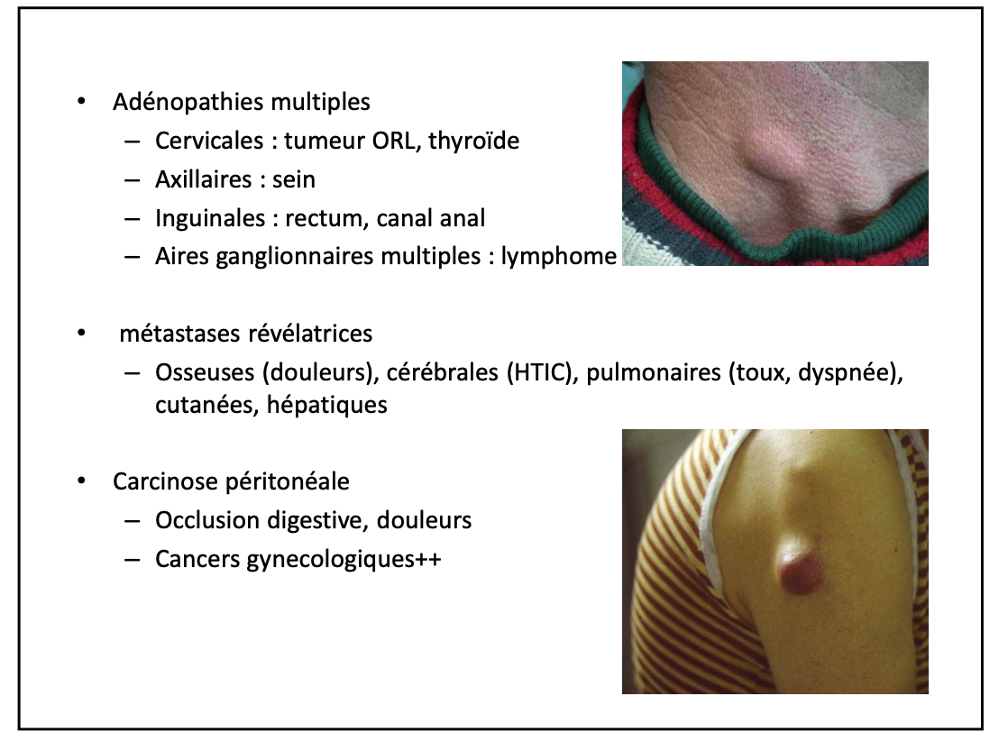 • Adénopathies multiples
– Cervicales : tumeur ORL, thyroïde
– Axillaires : sein
– Inguinales : rectum, canal anal
– Aires ganglionnaires multiples : lymphome
• métastases révélatrices
– Osseuses (douleurs), cérébrales (HTIC), pulmonaires (toux, dyspnée),
cutanées, hépatiques
• Carcinose péritonéale
– Occlusion digestive, douleurs
– Cancers gynecologiques++